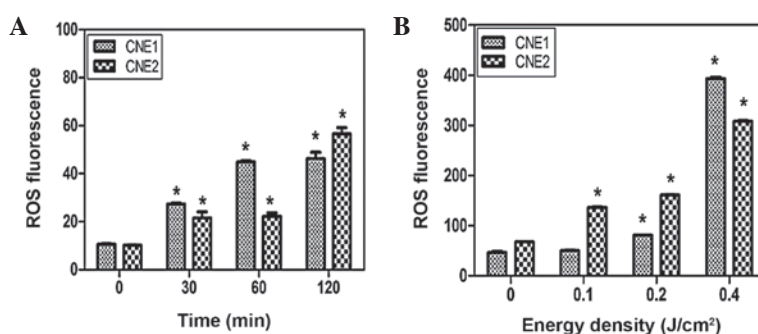 A
ROS fluorescence
100
80
60
40
20
0
CNE1
CNE2
*
*
*
*
*
*
0 30 60 120
Time (min)
B
ROS fluorescence
500
400
300
200
100
0
CNE1
CNE2
*
*
*
*
*
0 0.1 0.2 0.4
Energy density (J/cm²)